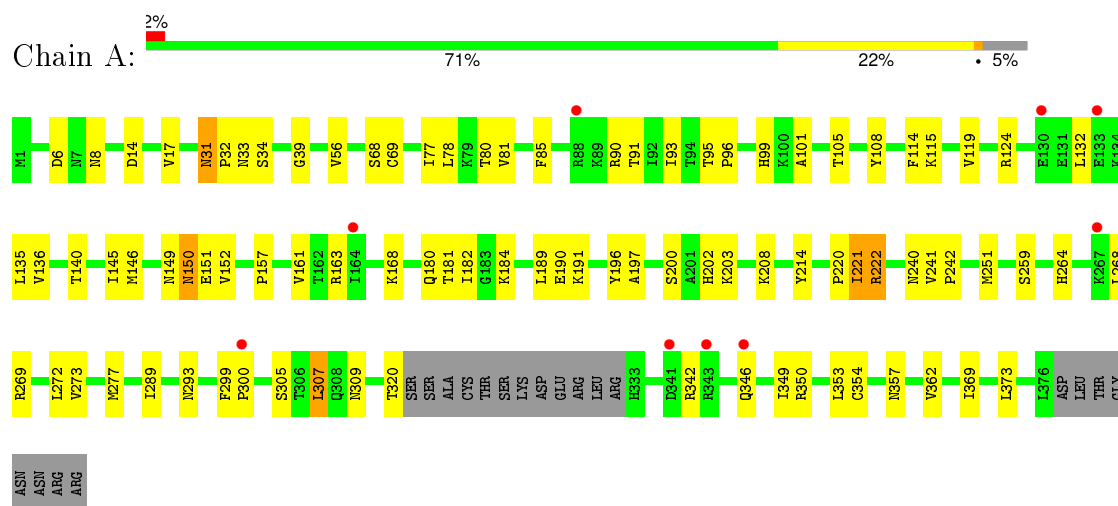 2%
Chain A:
71% 22% • 5%
M1 D6 N7 N8 D14 V17 N31 P32 N33 S34 G39 V56 S68 C69 I77 L78 K79 T80 V81 F85 R88 K89 R90 T91 I92 I93 T94 T95 P96 H99 K100 A101 T105 Y108 F114 K115 V119 R124 E130 E131 L132 E133 K134
L135 V136 T140 I145 M146 N149 N150 E151 V152 P157 V161 T162 R163 I164 K168 Q180 T181 I182 G183 K184 L189 E190 K191 Y196 A197 S200 A201 H202 K203 K208 Y214 P220 I221 R222 N240 V241 P242 M251 S259 H264 K267 L268
R269 L272 V273 M277 I289 N293 F299 P300 S305 T306 L307 Q308 N309 T320 SER SER ALA CYS THR SER LYS ASP GLU ARG LEU ARG H333 D341 R342 R343 Q346 I349 R350 L353 C354 N357 V362 I369 L373 L376 ASP LEU THR GLY
ASN ASN ARG ARG